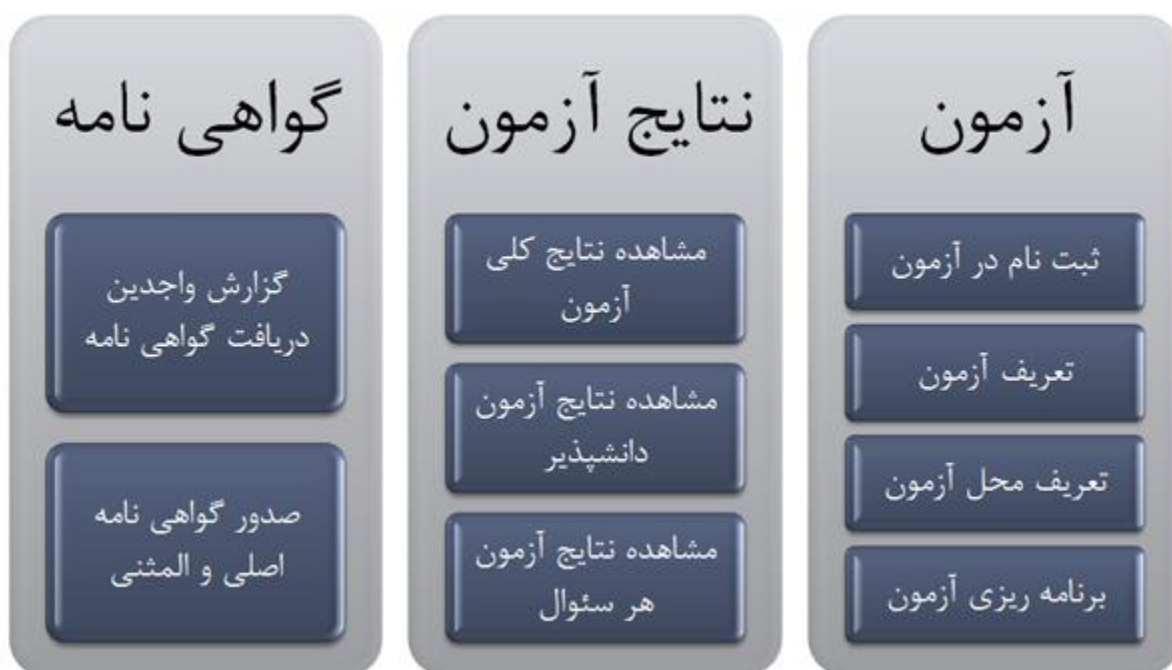 آزمون
ثبت نام در آزمون
تعریف آزمون
تعریف محل آزمون
برنامه ریزی آزمون
نتایج آزمون
مشاهده نتایج کلی
آزمون
مشاهده نتایج آزمون
دانشپذیر
مشاهده نتایج آزمون
هر سئوال
گواهی نامه
گزارش واجدین
دریافت گواهی نامه
صدور گواهی نامه
اصلی و المثنی